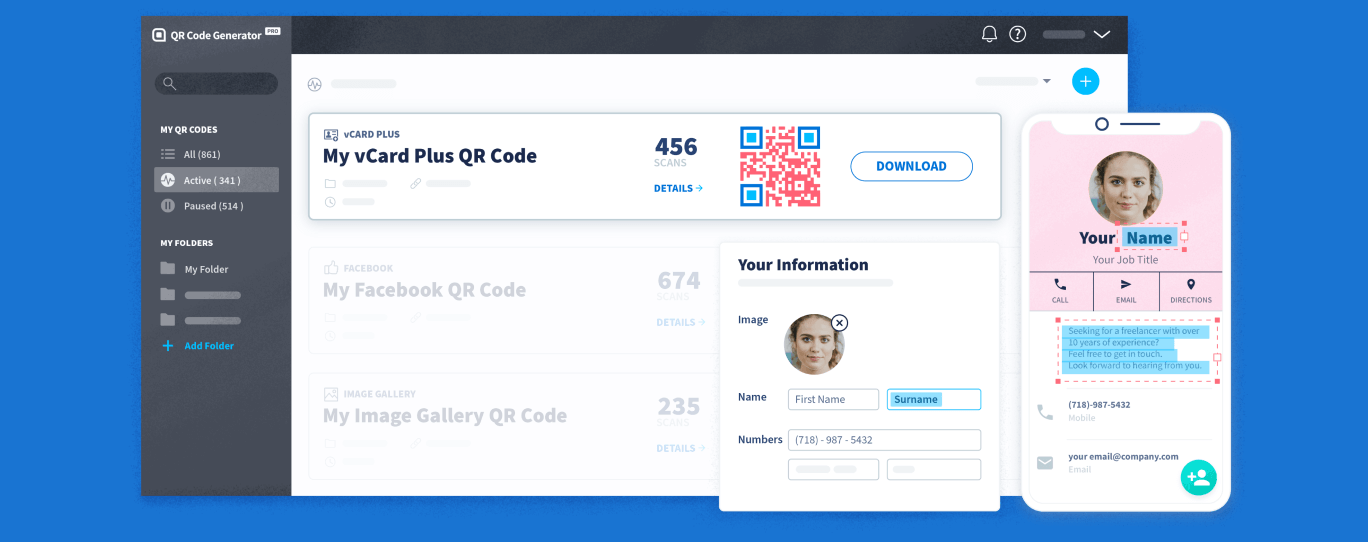 QR Code Generator PRO
MY QR CODES
All (861)
Active ( 341 )
Paused (514 )
MY FOLDERS
My Folder
Add Folder
vCARD PLUS
My vCard Plus QR Code
456
SCANS
DETAILS
DOWNLOAD
FACEBOOK
My Facebook QR Code
674
SCANS
DETAILS
IMAGE GALLERY
My Image Gallery QR Code
235
SCANS
DETAILS
Your Information
Image
Name
First Name
Surname
Numbers
(718) - 987 - 5432
Your Name
Your Job Title
CALL
EMAIL
DIRECTIONS
Seeking for a freelancer with over
10 years of experience?
Feel free to get in touch.
Look forward to hearing from you.
(718)-987-5432
Mobile
your email@company.com
Email